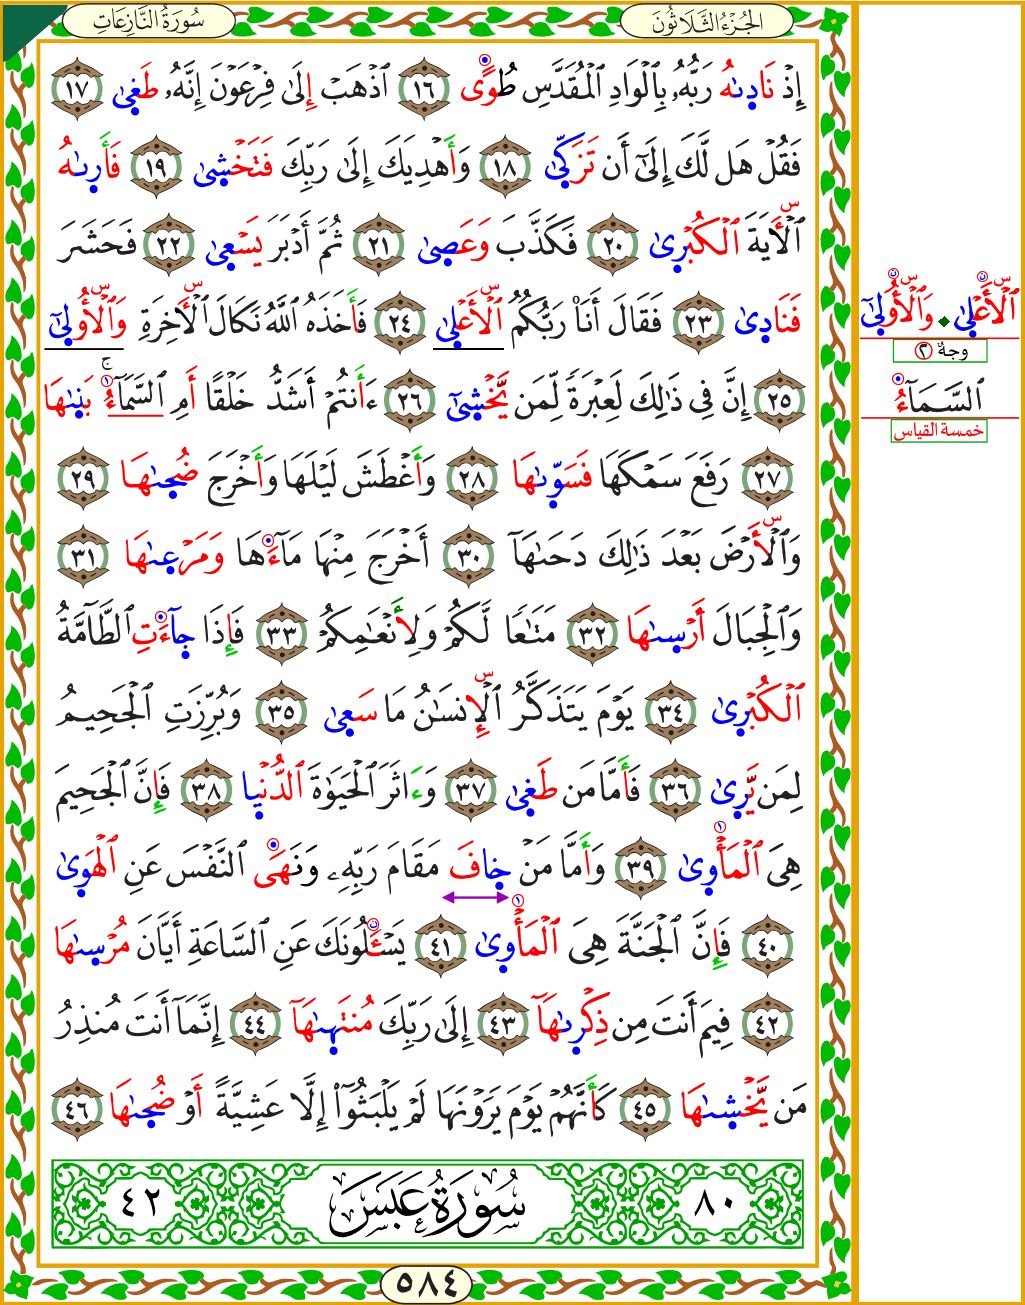 سُورَةُ النَّازِعَاتِ
الجُزْءُ الثَّلَاثُونَ
إِذْ نَادِىٰهُ رَبُّهُۥ بِٱلْوَادِ ٱلْمُقَدَّسِ طُوًى ١٦ ٱذْهَبْ إِلَىٰ فِرْعَوْنَ إِنَّهُۥ طَغِىٰ ١٧
فَقُلْ هَل لَّكَ إِلَىٰٓ أَن تَزَكِّىٰ ١٨ وَأَهْدِيَكَ إِلَىٰ رَبِّكَ فَتَخْشِىٰ ١٩ فَأَرِىٰهُ
ٱلْأَيَةَ ٱلْكُبْرِىٰ ٢٠ فَكَذَّبَ وَعَصِىٰ ٢١ ثُمَّ أَدْبَرَ يَسْعِىٰ ٢٢ فَحَشَرَ
فَنَادِىٰ ٢٣ فَقَالَ أَنَا۠ رَبُّكُمُ ٱلْأَعْلِىٰ ٢٤ فَأَخَذَهُ ٱللَّهُ نَكَالَ ٱلْأَخِرَةِ وَٱلْأُولِىٰٓ
٢٥ إِنَّ فِى ذَٰلِكَ لَعِبْرَةً لِّمَن يَّخْشِىٰٓ ٢٦ ءَأَنتُمْ أَشَدُّ خَلْقًا أَمِ ٱلسَّمَآءُ بَنِىٰهَا
٢٧ رَفَعَ سَمْكَهَا فَسَوِّىٰهَا ٢٨ وَأَغْطَشَ لَيْلَهَا وَأَخْرَجَ ضُحِىٰهَا ٢٩
وَٱلْأَرْضَ بَعْدَ ذَٰلِكَ دَحَىٰهَآ ٣٠ أَخْرَجَ مِنْهَا مَآءَهَا وَمَرْعِىٰهَا ٣١
وَٱلْجِبَالَ أَرْسِىٰهَا ٣٢ مَتَٰعًا لَّكُمْ وَلِأَنْعَٰمِكُمْ ٣٣ فَإِذَا جِآءَتِ ٱلطَّآمَّةُ
ٱلْكُبْرِىٰ ٣٤ يَوْمَ يَتَذَكَّرُ ٱلْإِنسَٰنُ مَا سَعِىٰ ٣٥ وَبُرِّزَتِ ٱلْجَحِيمُ
لِمَن يَّرِىٰ ٣٦ فَأَمَّا مَن طَغِىٰ ٣٧ وَءَاثَرَ ٱلْحَيَوٰةَ ٱلدُّنْيِا ٣٨ فَإِنَّ ٱلْجَحِيمَ
هِىَ ٱلْمَأْوِىٰ ٣٩ وَأَمَّا مَنْ خِافَ مَقَامَ رَبِّهِۦ وَنَهَى ٱلنَّفْسَ عَنِ ٱلْهَوِىٰ
٤٠ فَإِنَّ ٱلْجَنَّةَ هِىَ ٱلْمَأْوِىٰ ٤١ يَسْـَٔلُونَكَ عَنِ ٱلسَّاعَةِ أَيَّانَ مُرْسِىٰهَا
٤٢ فِيمَ أَنتَ مِن ذِكْرِىٰهَآ ٤٣ إِلَىٰ رَبِّكَ مُنتَهِىٰهَآ ٤٤ إِنَّمَآ أَنتَ مُنذِرُ
مَن يَّخْشِىٰهَا ٤٥ كَأَنَّهُمْ يَوْمَ يَرَوْنَهَا لَمْ يَلْبَثُوٓا۟ إِلَّا عَشِيَّةً أَوْ ضُحِىٰهَا ٤٦
٨٠ سُورَةُ عَبَسَ ٤٢
٥٨٤
ٱلْأَعْلِىٰ ۰ وَٱلْأُولِىٰٓ
وجهٌ ٢
ٱلسَّمَآءُ
خمسة القياس